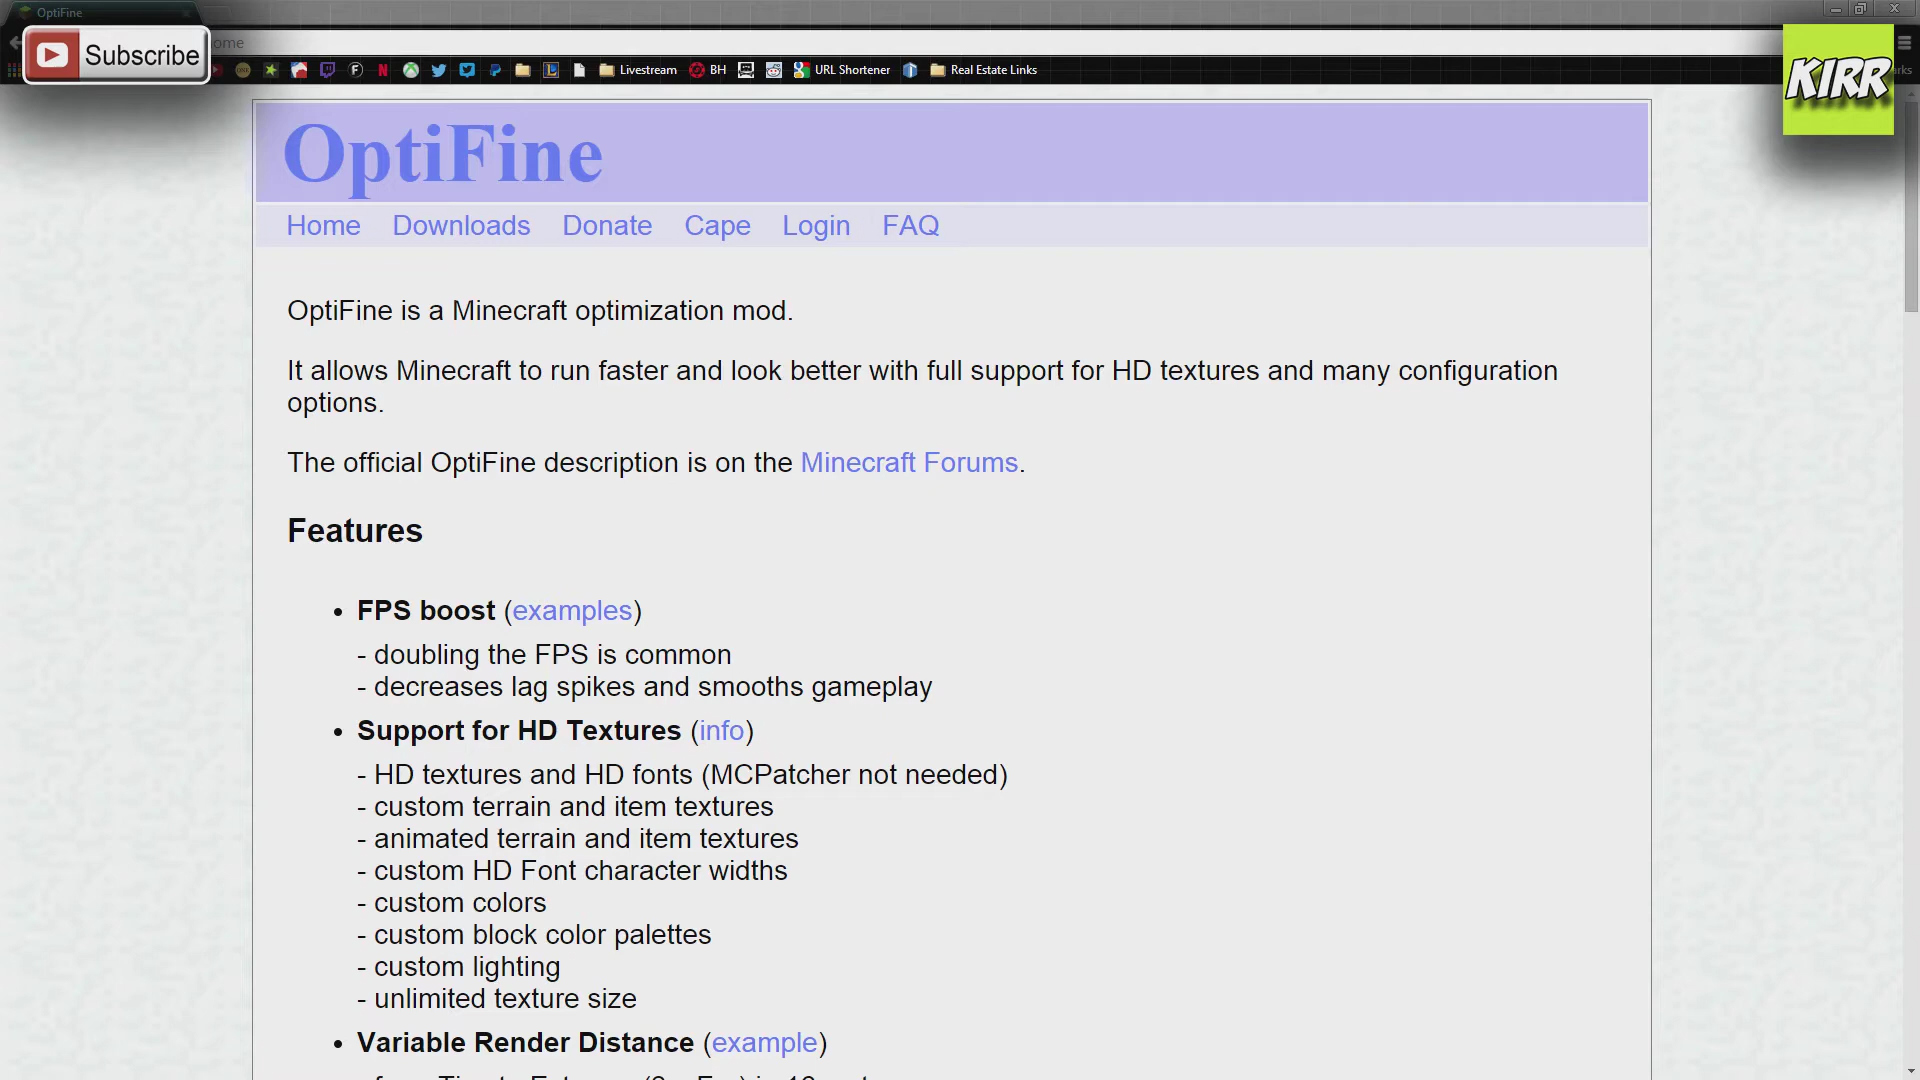 OptiFine
Subscribe
ome
KIRR
Livestream BH URL Shortener Real Estate Links
rks
OptiFine
Home Downloads Donate Cape Login FAQ
OptiFine is a Minecraft optimization mod.
It allows Minecraft to run faster and look better with full support for HD textures and many configuration
options.
The official OptiFine description is on the Minecraft Forums.
Features
• FPS boost (examples)
- doubling the FPS is common
- decreases lag spikes and smooths gameplay
• Support for HD Textures (info)
- HD textures and HD fonts (MCPatcher not needed)
- custom terrain and item textures
- animated terrain and item textures
- custom HD Font character widths
- custom colors
- custom block color palettes
- custom lighting
- unlimited texture size
• Variable Render Distance (example)